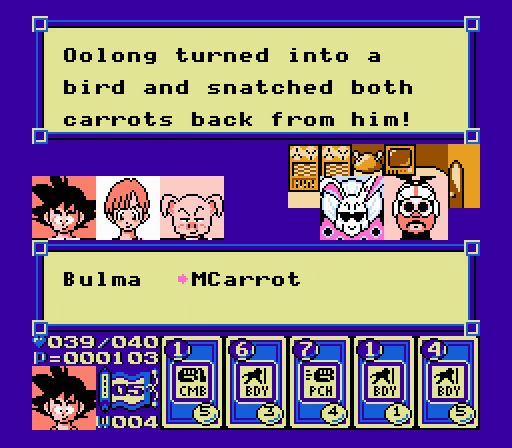 Oolong turned into a
bird and snatched both
carrots back from him!
Bulma MCarrot
039/040
P=000103
05
W004
1 6 7 1 4
CMB BDY PCH BDY BDY
5 3 4 1 5